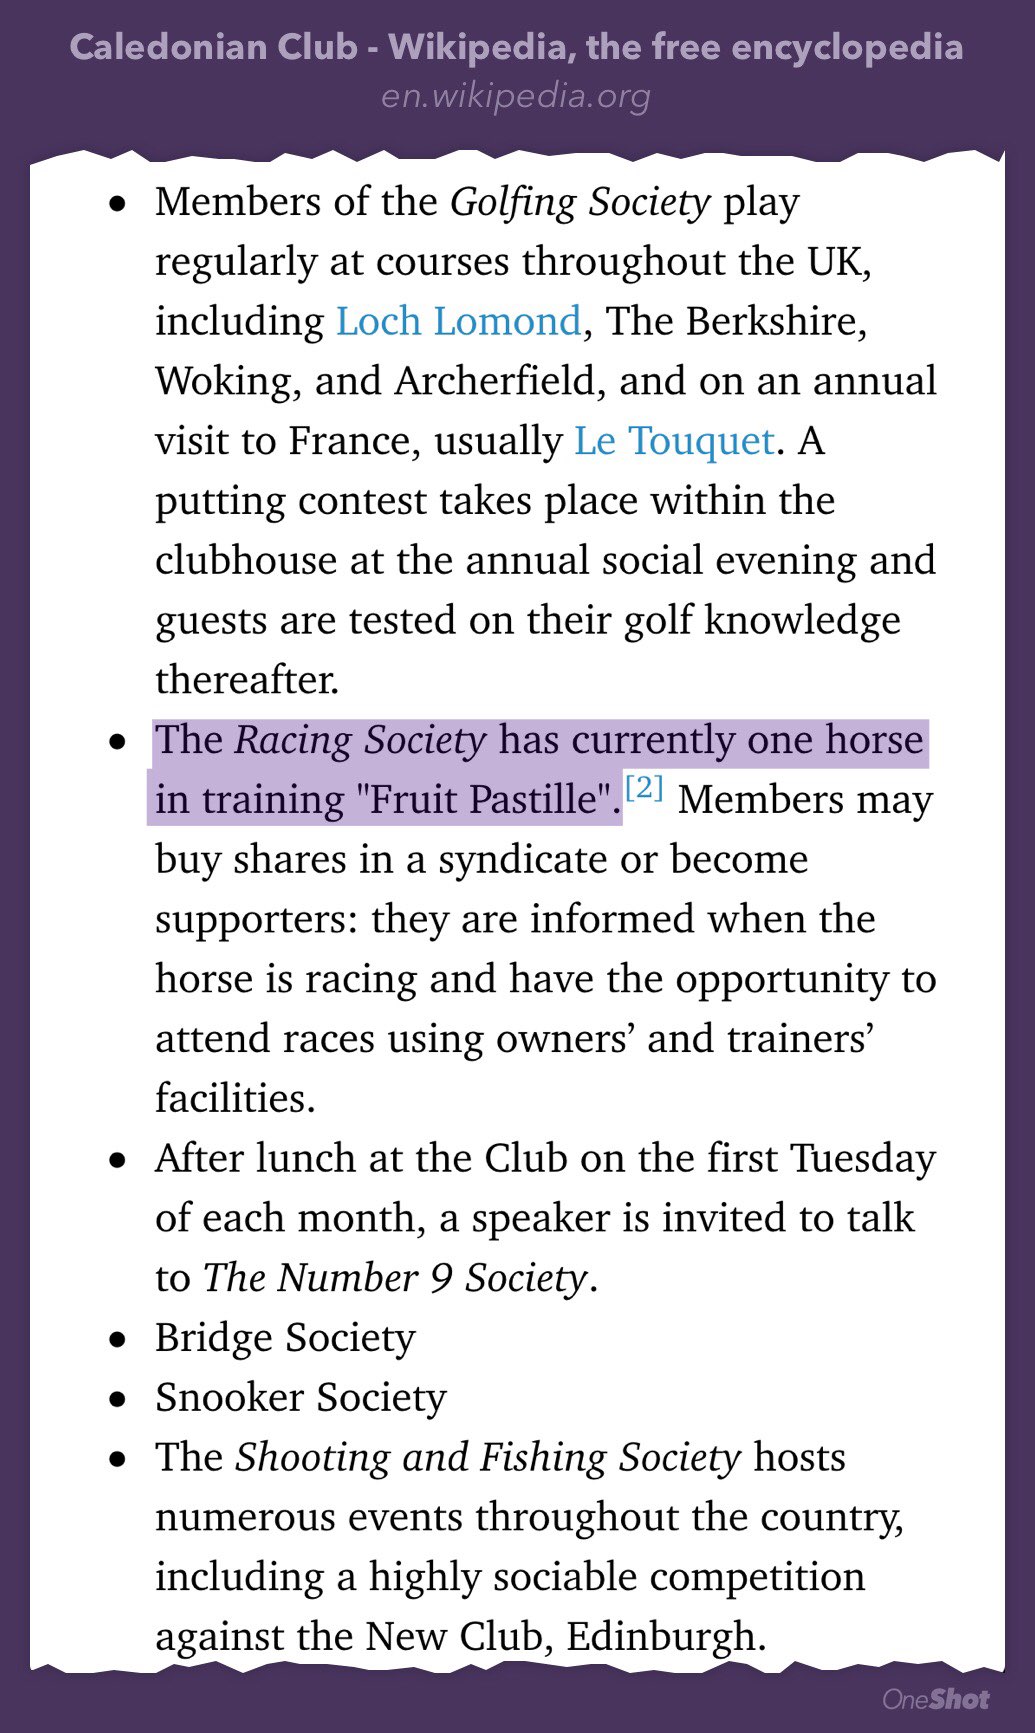 Caledonian Club - Wikipedia, the free encyclopedia
en.wikipedia.org
• Members of the Golfing Society play
regularly at courses throughout the UK,
including Loch Lomond, The Berkshire,
Woking, and Archerfield, and on an annual
visit to France, usually Le Touquet. A
putting contest takes place within the
clubhouse at the annual social evening and
guests are tested on their golf knowledge
thereafter.
• The Racing Society has currently one horse
in training "Fruit Pastille".[2] Members may
buy shares in a syndicate or become
supporters: they are informed when the
horse is racing and have the opportunity to
attend races using owners’ and trainers’
facilities.
• After lunch at the Club on the first Tuesday
of each month, a speaker is invited to talk
to The Number 9 Society.
• Bridge Society
• Snooker Society
• The Shooting and Fishing Society hosts
numerous events throughout the country,
including a highly sociable competition
against the New Club, Edinburgh.
OneShot